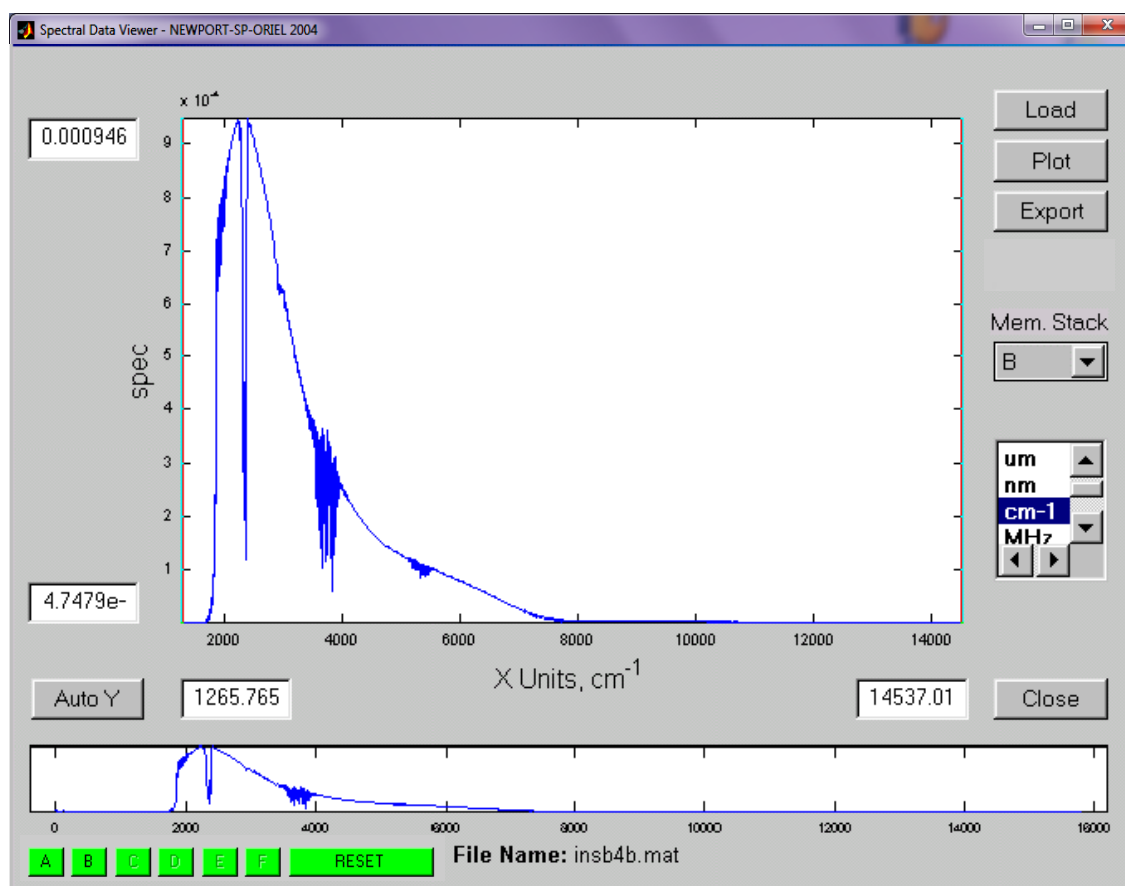 Spectral Data Viewer - NEWPORT-SP-ORIEL 2004
x 10⁻⁴
0.000946
9
8
7
6
5
4
3
2
1
spec
4.7479e-
2000 4000 6000 8000 10000 12000 14000
X Units, cm⁻¹
Load
Plot
Export
Mem. Stack
B
um
nm
cm-1
MHz
Auto Y
1265.765
14537.01
Close
0 2000 4000 6000 8000 10000 12000 14000 16000
A B C D E F RESET
File Name: insb4b.mat